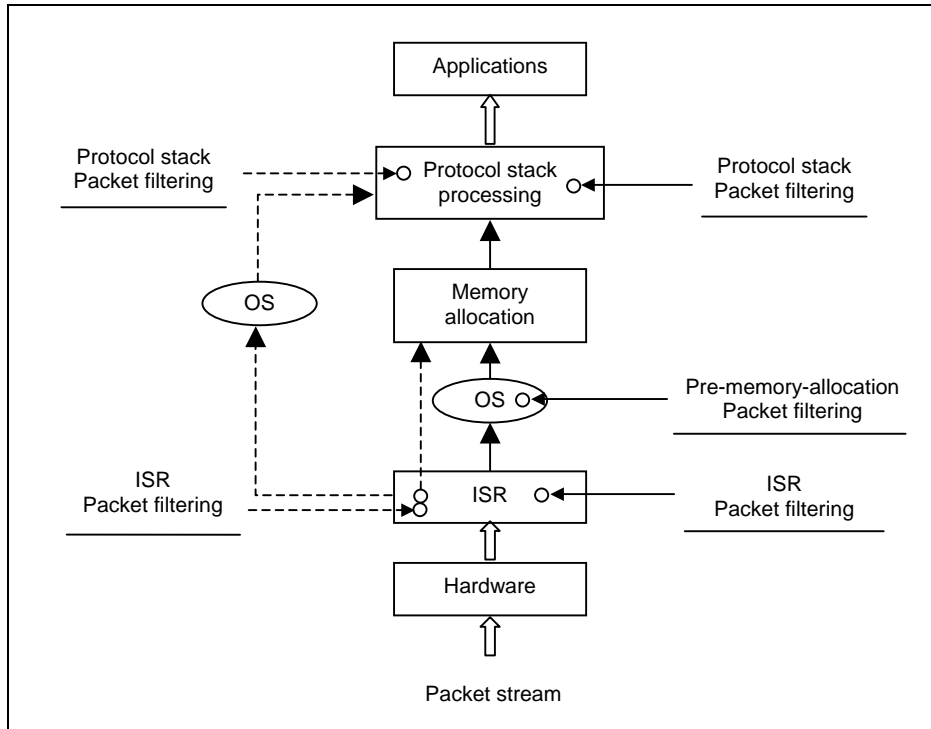 Applications
Protocol stack
Packet filtering
Protocol stack
processing
Protocol stack
Packet filtering
OS
Memory
allocation
OS
Pre-memory-allocation
Packet filtering
ISR
Packet filtering
ISR
ISR
Packet filtering
Hardware
Packet stream